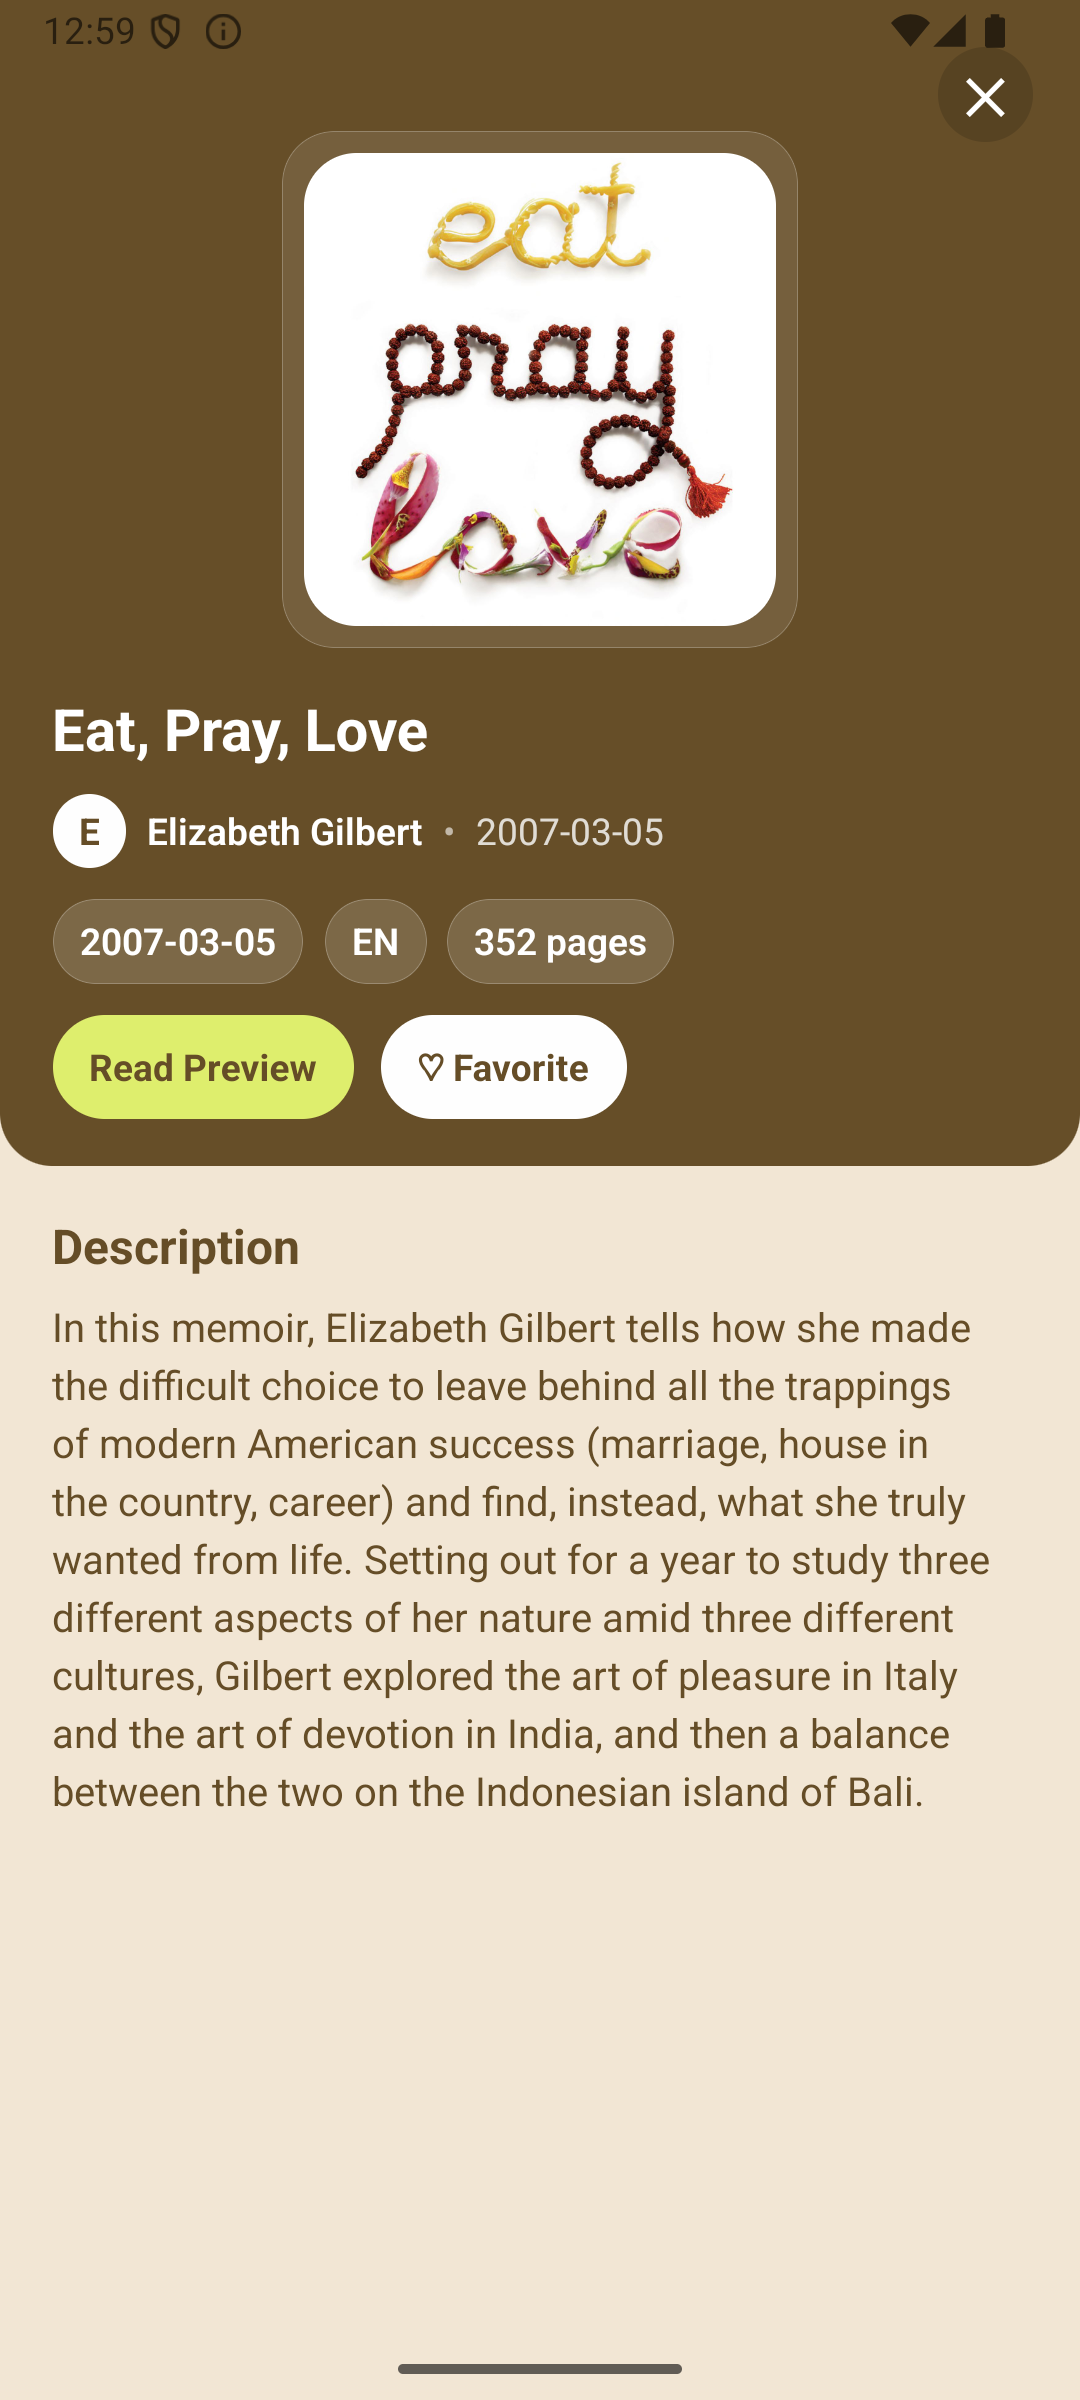 12:59
eat
pray
love
Eat, Pray, Love
E Elizabeth Gilbert • 2007-03-05
2007-03-05 EN 352 pages
Read Preview ♡ Favorite
Description
In this memoir, Elizabeth Gilbert tells how she made
the difficult choice to leave behind all the trappings
of modern American success (marriage, house in
the country, career) and find, instead, what she truly
wanted from life. Setting out for a year to study three
different aspects of her nature amid three different
cultures, Gilbert explored the art of pleasure in Italy
and the art of devotion in India, and then a balance
between the two on the Indonesian island of Bali.